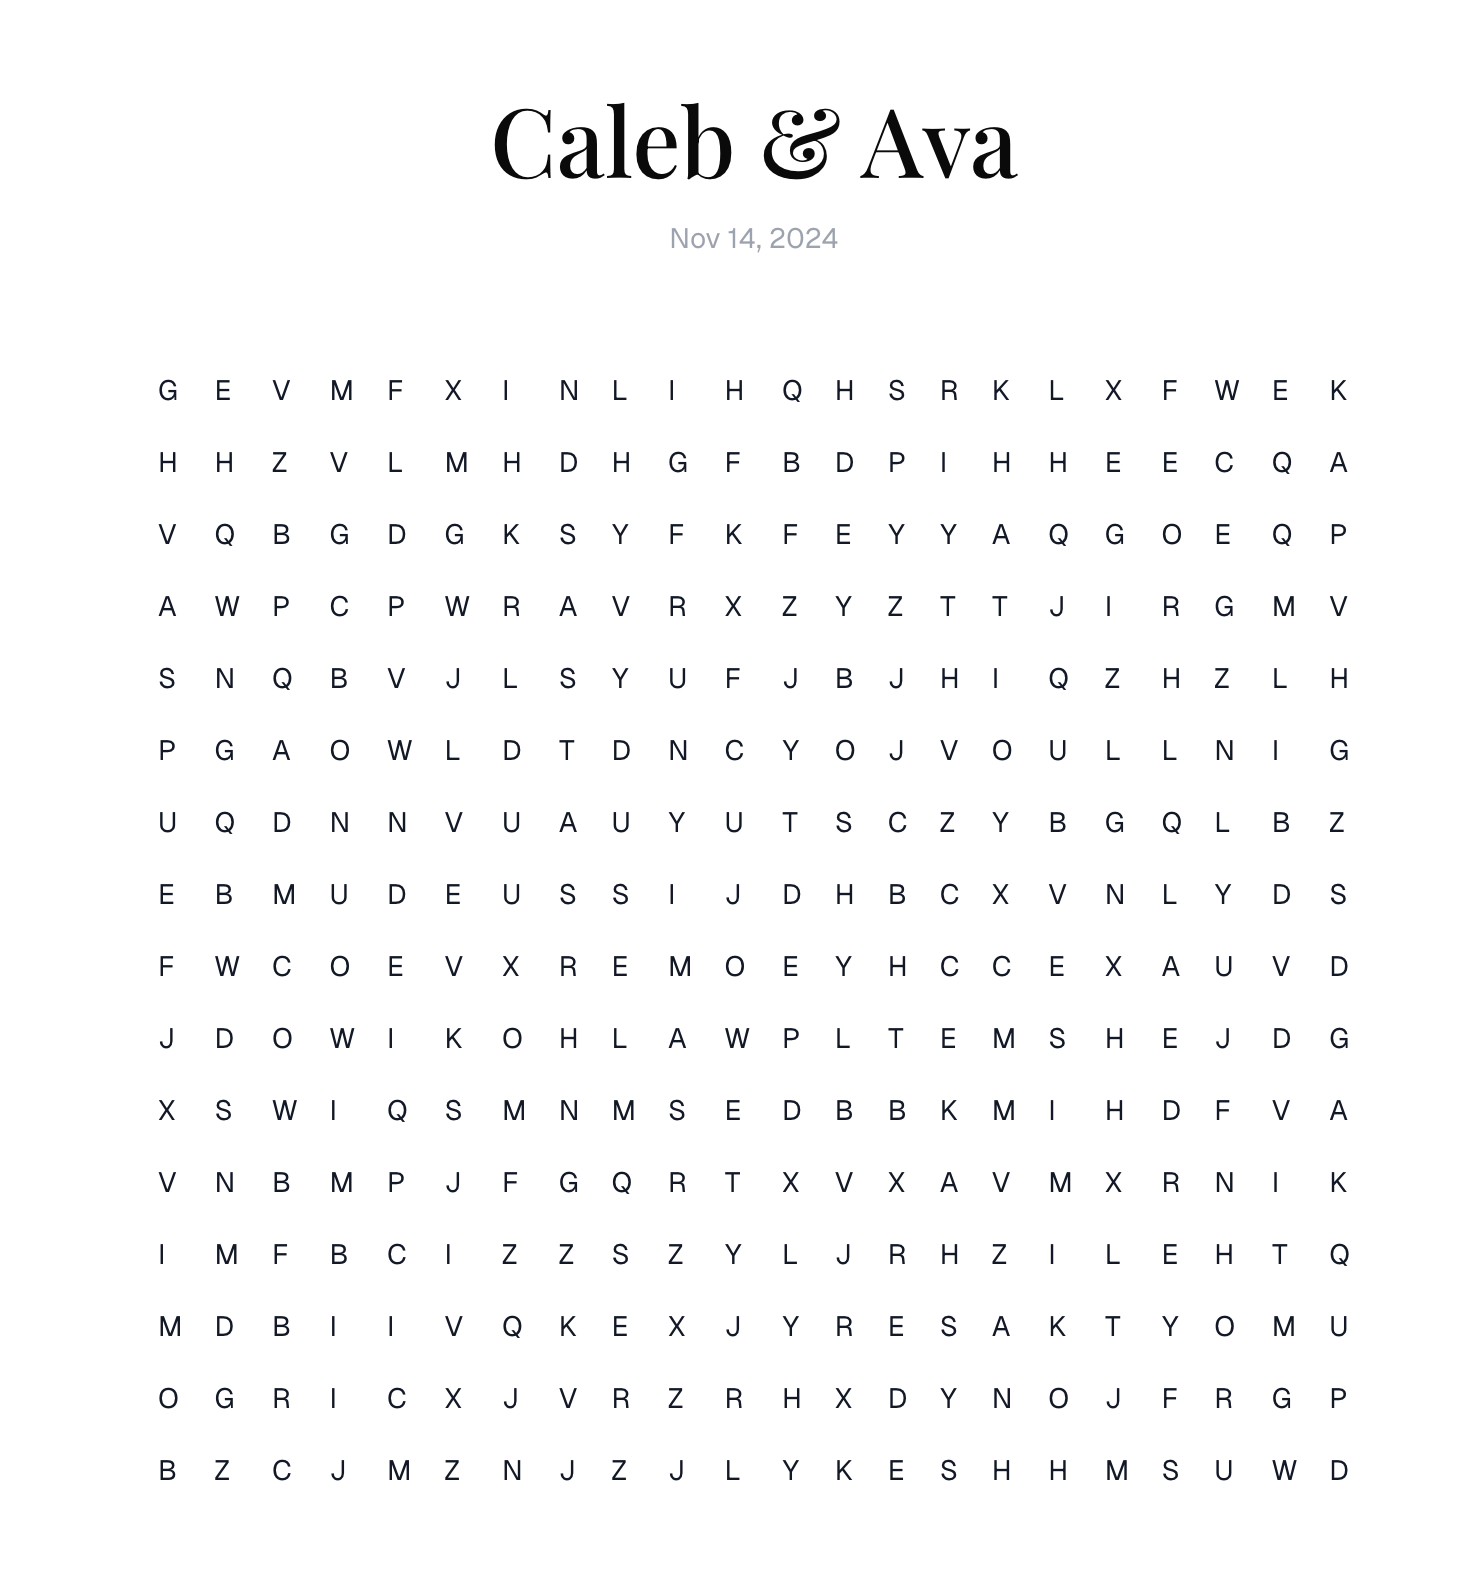 Caleb & Ava
Nov 14, 2024
G E V M F X I N L I H Q H S R K L X F W E K
H H Z V L M H D H G F B D P I H H E E C Q A
V Q B G D G K S Y F K F E Y Y A Q G O E Q P
A W P C P W R A V R X Z Y Z T T J I R G M V
S N Q B V J L S Y U F J B J H I Q Z H Z L H
P G A O W L D T D N C Y O J V O U L L N I G
U Q D N N V U A U Y U T S C Z Y B G Q L B Z
E B M U D E U S S I J D H B C X V N L Y D S
F W C O E V X R E M O E Y H C C E X A U V D
J D O W I K O H L A W P L T E M S H E J D G
X S W I Q S M N M S E D B B K M I H D F V A
V N B M P J F G Q R T X V X A V M X R N I K
I M F B C I Z Z S Z Y L J R H Z I L E H T Q
M D B I I V Q K E X J Y R E S A K T Y O M U
O G R I C X J V R Z R H X D Y N O J F R G P
B Z C J M Z N J Z J L Y K E S H H M S U W D